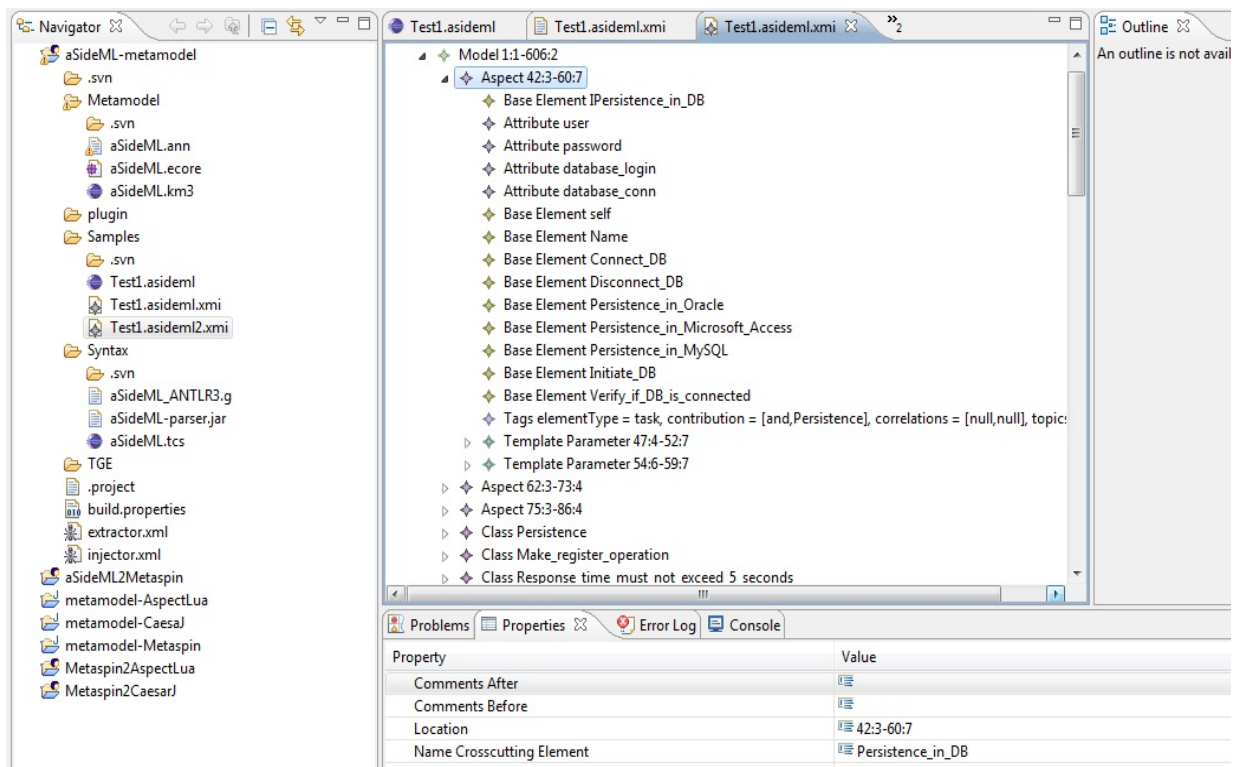 Navigator
aSideML-metamodel
.svn
Metamodel
.svn
aSideML.ann
aSideML.ecore
aSideML.km3
plugin
Samples
.svn
Test1.asideml
Test1.asideml.xmi
Test1.asideml2.xmi
Syntax
.svn
aSideML_ANTLR3.g
aSideML-parser.jar
aSideML.tcs
TGE
.project
build.properties
extractor.xml
injector.xml
aSideML2Metaspin
metamodel-AspectLua
metamodel-CaesaJ
metamodel-Metaspin
Metaspin2AspectLua
Metaspin2CaesarJ
Test1.asideml Test1.asideml.xmi Test1.asideml.xmi »2
Model 1:1-606:2
Aspect 42:3-60:7
Base Element IPersistence_in_DB
Attribute user
Attribute password
Attribute database_login
Attribute database_conn
Base Element self
Base Element Name
Base Element Connect_DB
Base Element Disconnect_DB
Base Element Persistence_in_Oracle
Base Element Persistence_in_Microsoft_Access
Base Element Persistence_in_MySQL
Base Element Initiate_DB
Base Element Verify_if_DB_is_connected
Tags elementType = task, contribution = [and,Persistence], correlations = [null,null], topic:
Template Parameter 47:4-52:7
Template Parameter 54:6-59:7
Aspect 62:3-73:4
Aspect 75:3-86:4
Class Persistence
Class Make_register_operation
Class Response time must not exceed 5 seconds
Outline
An outline is not avail
Problems Properties Error Log Console
Property Value
Comments After
Comments Before
Location 42:3-60:7
Name Crosscutting Element Persistence_in_DB